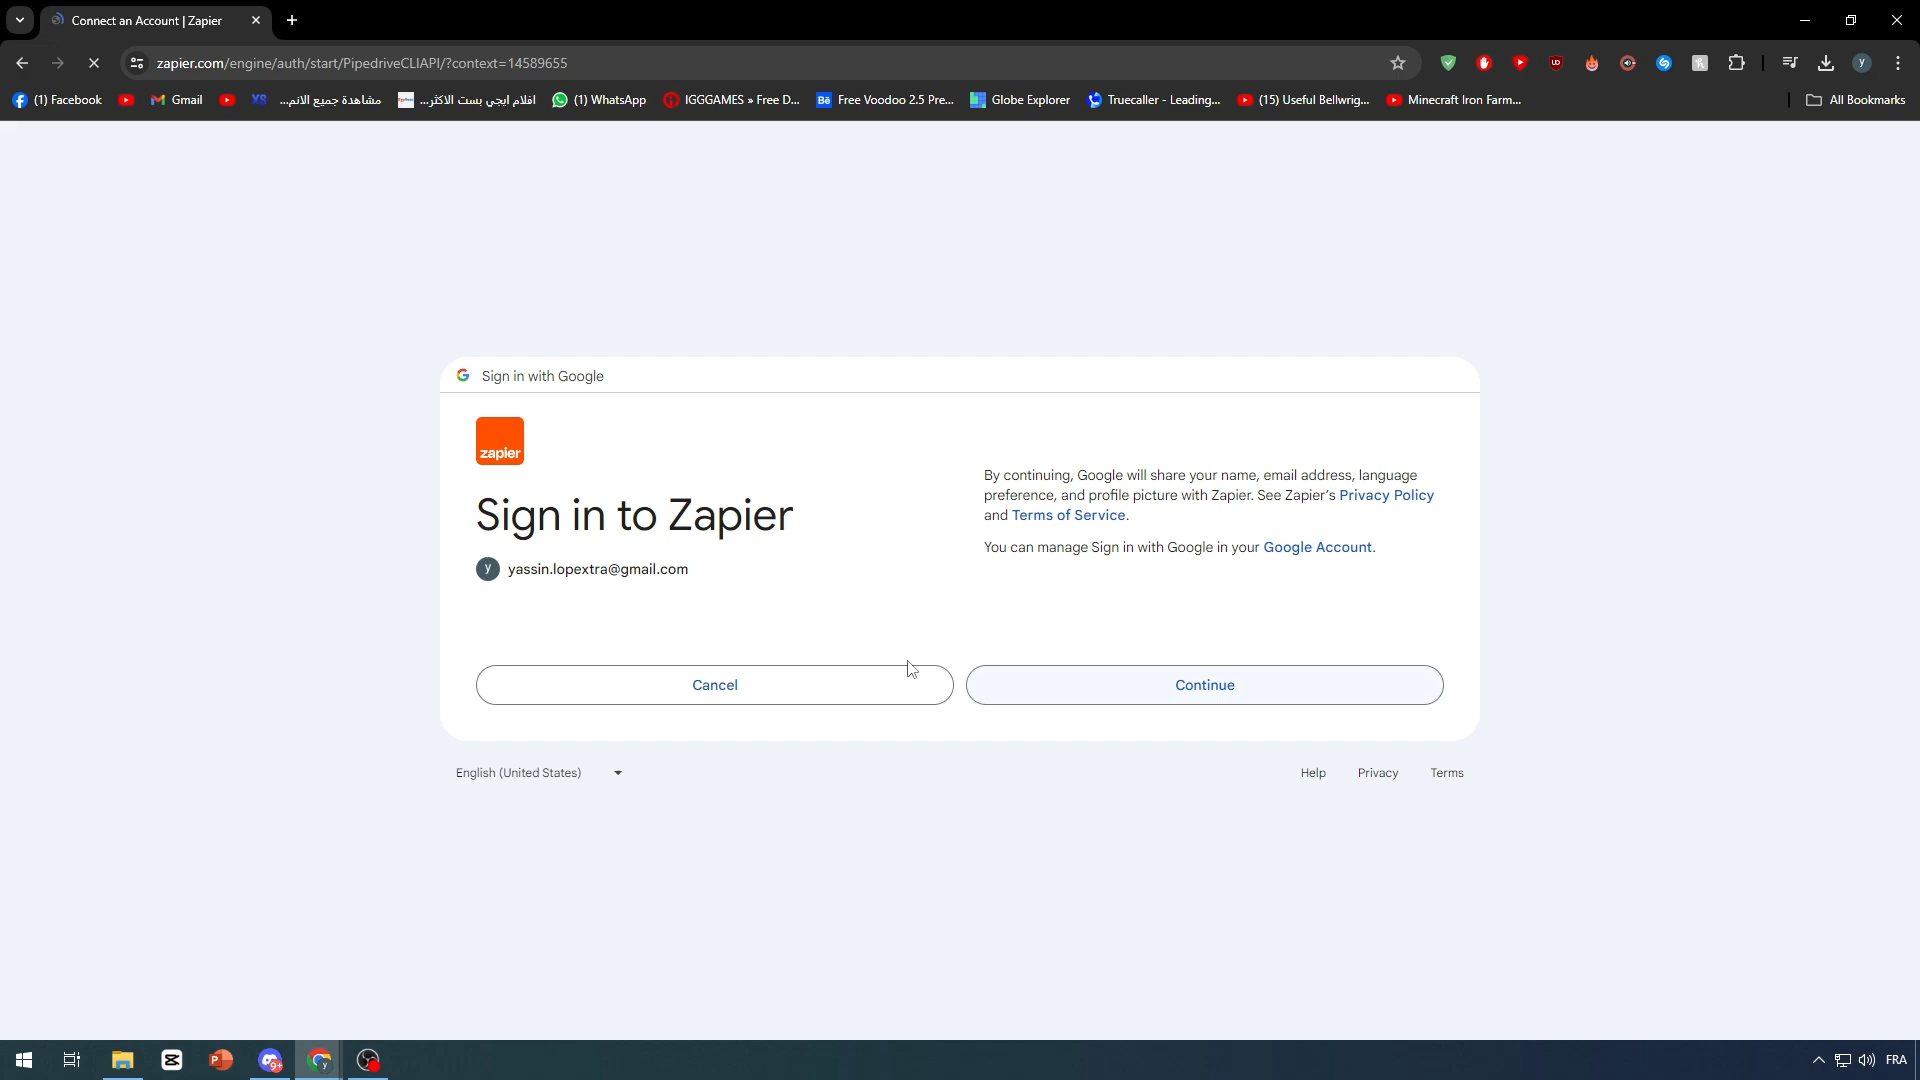 Connect an Account | Zapier
zapier.com/engine/auth/start/PipedriveCLIAPI/?context=14589655
(1) Facebook
Gmail
XS
مشاهدة جميع الانم...
افلام ايجي بست الاكثر...
(1) WhatsApp
IGGGAMES » Free D...
Bē
Free Voodoo 2.5 Pre...
Globe Explorer
Truecaller - Leading...
(15) Useful Bellwrig...
Minecraft Iron Farm...
All Bookmarks
G Sign in with Google
zapier
Sign in to Zapier
y yassin.lopextra@gmail.com
By continuing, Google will share your name, email address, language
preference, and profile picture with Zapier. See Zapier's Privacy Policy
and Terms of Service.
You can manage Sign in with Google in your Google Account.
Cancel
Continue
English (United States)
Help
Privacy
Terms
9+
FRA